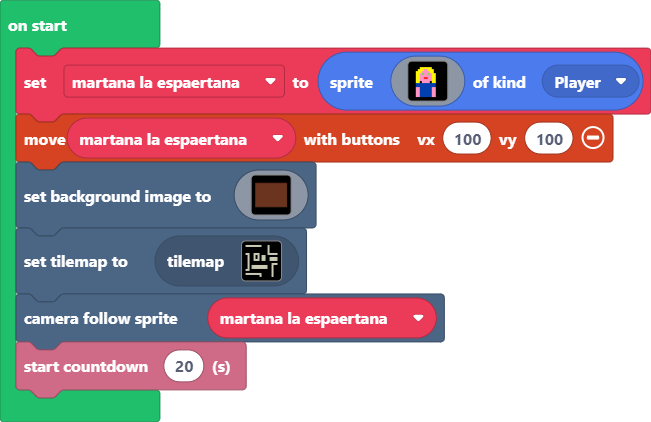 on start
set martana la espaertana to sprite of kind Player
move martana la espaertana with buttons vx 100 vy 100
set background image to
set tilemap to tilemap
camera follow sprite martana la espaertana
start countdown 20 (s)